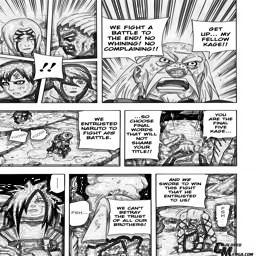 GET
UP... MY
FELLOW
KAGE!!
WE FIGHT A
BATTLE TO
THE END! NO
WHINING! NO
COMPLAINING!!
!!
YOU ARE
THE FINAL
FIVE
KAGE...
...SO
CHOOSE
FINAL
WORDS
THAT WILL
NOT
SHAME
YOUR
TITLE!!
WE
ENTRUSTED
NARUTO TO
FIGHT
BATTLE.
AND WE
SWORE TO WIN
THIS FIGHT
THAT HE
ENTRUSTED
TO US!
WE CAN'T
BETRAY
THE
TRUST OF
ALL OUR
BROTHERS!